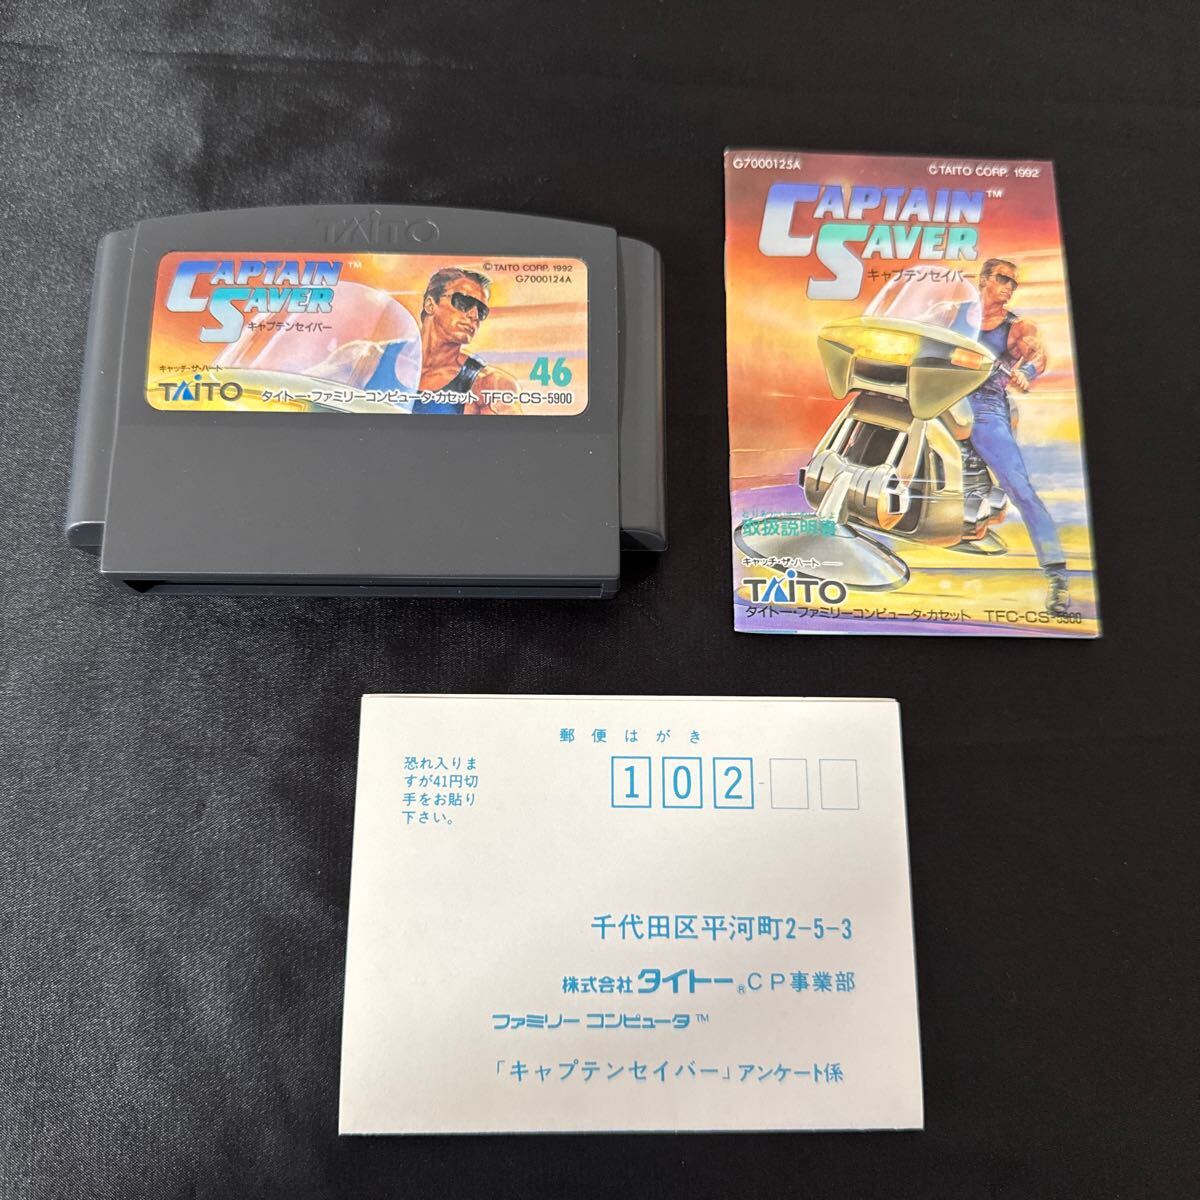 TAITO
CAPTAIN™
SAVER
キャプテンセイバー
©TAITO CORP. 1992
G7000124A
46
キャッチ・ザ・ハート
TAITO
タイトー・ファミリーコンピュータ・カセット TFC-CS-5900
G7000125A
© TAITO CORP. 1992
CAPTAIN™
SAVER
キャプテンセイバー
取扱説明書
キャッチ・ザ・ハート
TAITO
タイトー・ファミリーコンピュータ・カセット TFC-CS-5900
郵便はがき
恐れ入りま
すが41円切
手をお貼り
下さい。
102-
千代田区平河町2-5-3
株式会社タイトー®CP事業部
ファミリーコンピュータ™
「キャプテンセイバー」アンケート係